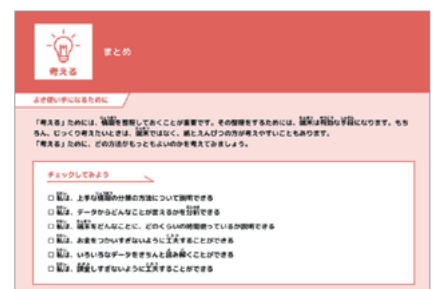 まとめ
考える
よき使い手になるために
「考える」ためには、情報を整理しておくことが重要です。その整理をするためには、端末は有効な手段になります。もち
ろん、じっくり考えたいときは、端末ではなく、紙とえんぴつの方が考えやすいこともあります。
「考える」ために、どの方法がもっともよいのかを考えてみましょう。
チェックしてみよう
□ 私は、上手な情報の分類の方法について説明できる
□ 私は、データからどんなことが言えるかを分析できる
□ 私は、端末をどんなことに、どのくらいの時間使っているか説明できる
□ 私は、お金をつかいすぎないように工夫することができる
□ 私は、いろいろなデータをきちんと読み解くことができる
□ 私は、課金しすぎないように工夫することができる